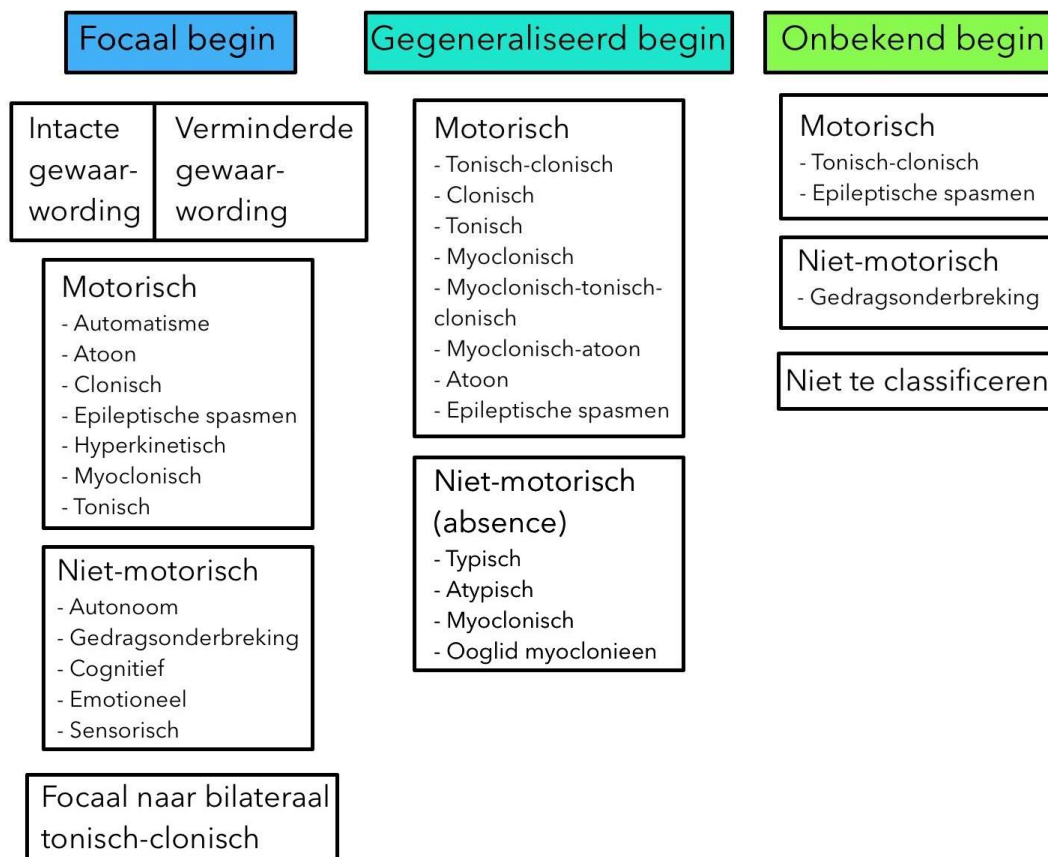 Focaal begin
Intacte
gewaar-
wording
Verminderde
gewaar-
wording
Motorisch
- Automatisme
- Atoon
- Clonisch
- Epileptische spasmen
- Hyperkinetisch
- Myoclonisch
- Tonisch
Niet-motorisch
- Autonoom
- Gedragsonderbreking
- Cognitief
- Emotioneel
- Sensorisch
Focaal naar bilateraal
tonisch-clonisch
Gegeneraliseerd begin
Motorisch
- Tonisch-clonisch
- Clonisch
- Tonisch
- Myoclonisch
- Myoclonisch-tonisch-
clonisch
- Myoclonisch-atoon
- Atoon
- Epileptische spasmen
Niet-motorisch
(absence)
- Typisch
- Atypisch
- Myoclonisch
- Ooglid myoclonieen
Onbekend begin
Motorisch
- Tonisch-clonisch
- Epileptische spasmen
Niet-motorisch
- Gedragsonderbreking
Niet te classificeren